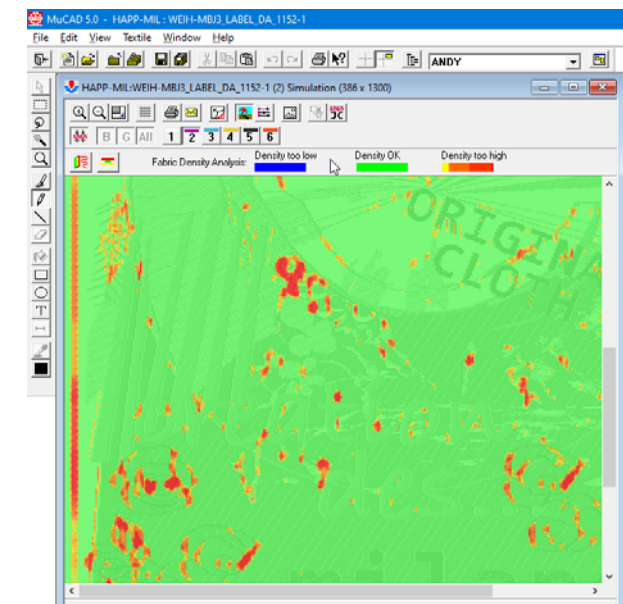 MuCAD 5.0 - HAPP-MIL : WEIH-MBJ3_LABEL_DA_1152-1
File Edit View Textile Window Help
ANDY
HAPP-MIL:WEIH-MBJ3_LABEL_DA_1152-1 (2) Simulation (386 x 1300)
JC
B G All 1 2 3 4 5 6
Fabric Density Analysis: Density too low Density OK Density too high
ORIGINA
CLOTH
T
milan